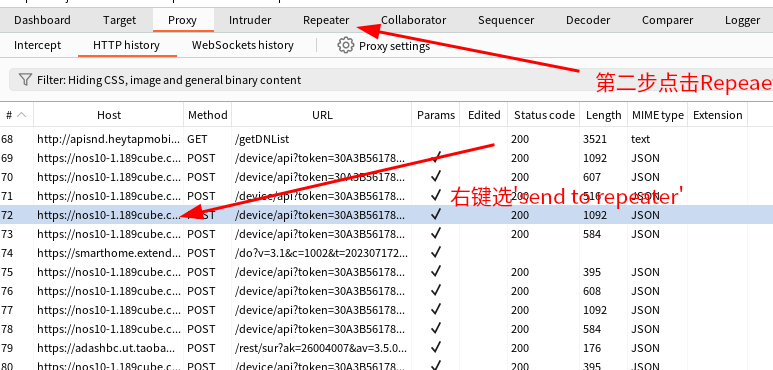 Dashboard Target Proxy Intruder Repeater Collaborator Sequencer Decoder Comparer Logger
Intercept HTTP history WebSockets history Proxy settings
第二步点击Repeae
Filter: Hiding CSS, image and general binary content
# Host Method URL Params Edited Status code Length MIME type Extension
68 http://apisnd.heytapmobi... GET /getDNList 200 3521 text
69 https://nos10-1.189cube.c... POST /device/api?token=30A3B56178... ✓ 200 1092 JSON
70 https://nos10-1.189cube.c... POST /device/api?token=30A3B56178... ✓ 200 607 JSON
71 https://nos10-1.189cube.c... POST /device/api?token=30A3B56178... ✓ 200 516 JSON
右键选'send to repeater'
72 https://nos10-1.189cube.c... POST /device/api?token=30A3B56178... ✓ 200 1092 JSON
73 https://nos10-1.189cube.c... POST /device/api?token=30A3B56178... ✓ 200 584 JSON
74 https://smarthome.extend... POST /do?v=3.1&c=1002&t=202307172... ✓
75 https://nos10-1.189cube.c... POST /device/api?token=30A3B56178... ✓ 200 395 JSON
76 https://nos10-1.189cube.c... POST /device/api?token=30A3B56178... ✓ 200 608 JSON
77 https://nos10-1.189cube.c... POST /device/api?token=30A3B56178... ✓ 200 1092 JSON
78 https://nos10-1.189cube.c... POST /device/api?token=30A3B56178... ✓ 200 584 JSON
79 https://adashbc.ut.taoba... POST /rest/sur?ak=26004007&av=3.5.0... ✓ 200 176 JSON
80 https://nos10-1.189cube.c... POST /device/api?token=30A3B56178... ✓ 200 395 JSON